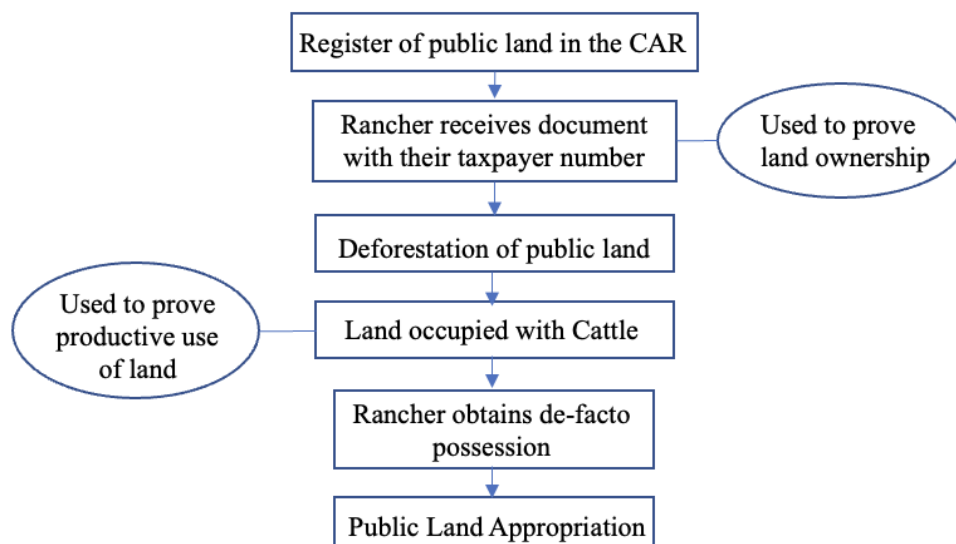 Register of public land in the CAR
Rancher receives document
with their taxpayer number
Used to prove
land ownership
Deforestation of public land
Used to prove
productive use
of land
Land occupied with Cattle
Rancher obtains de-facto
possession
Public Land Appropriation